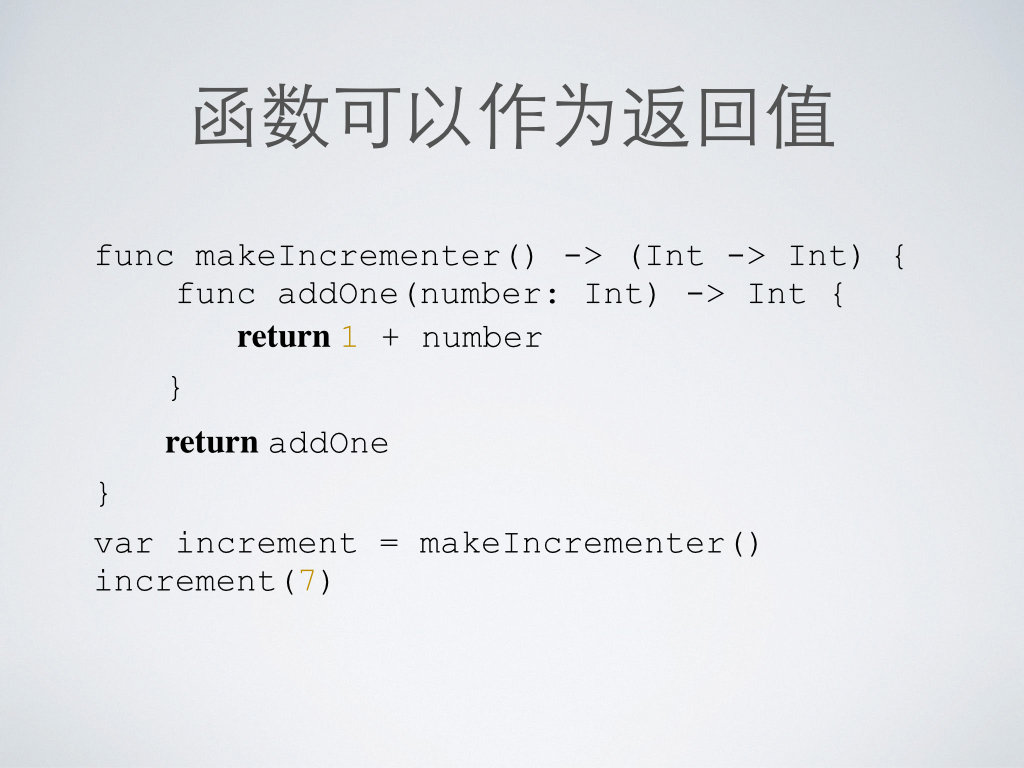 函数可以作为返回值
func makeIncrementer() -> (Int -> Int) {
    func addOne(number: Int) -> Int {
        return 1 + number
    }
    return addOne
}
var increment = makeIncrementer()
increment(7)